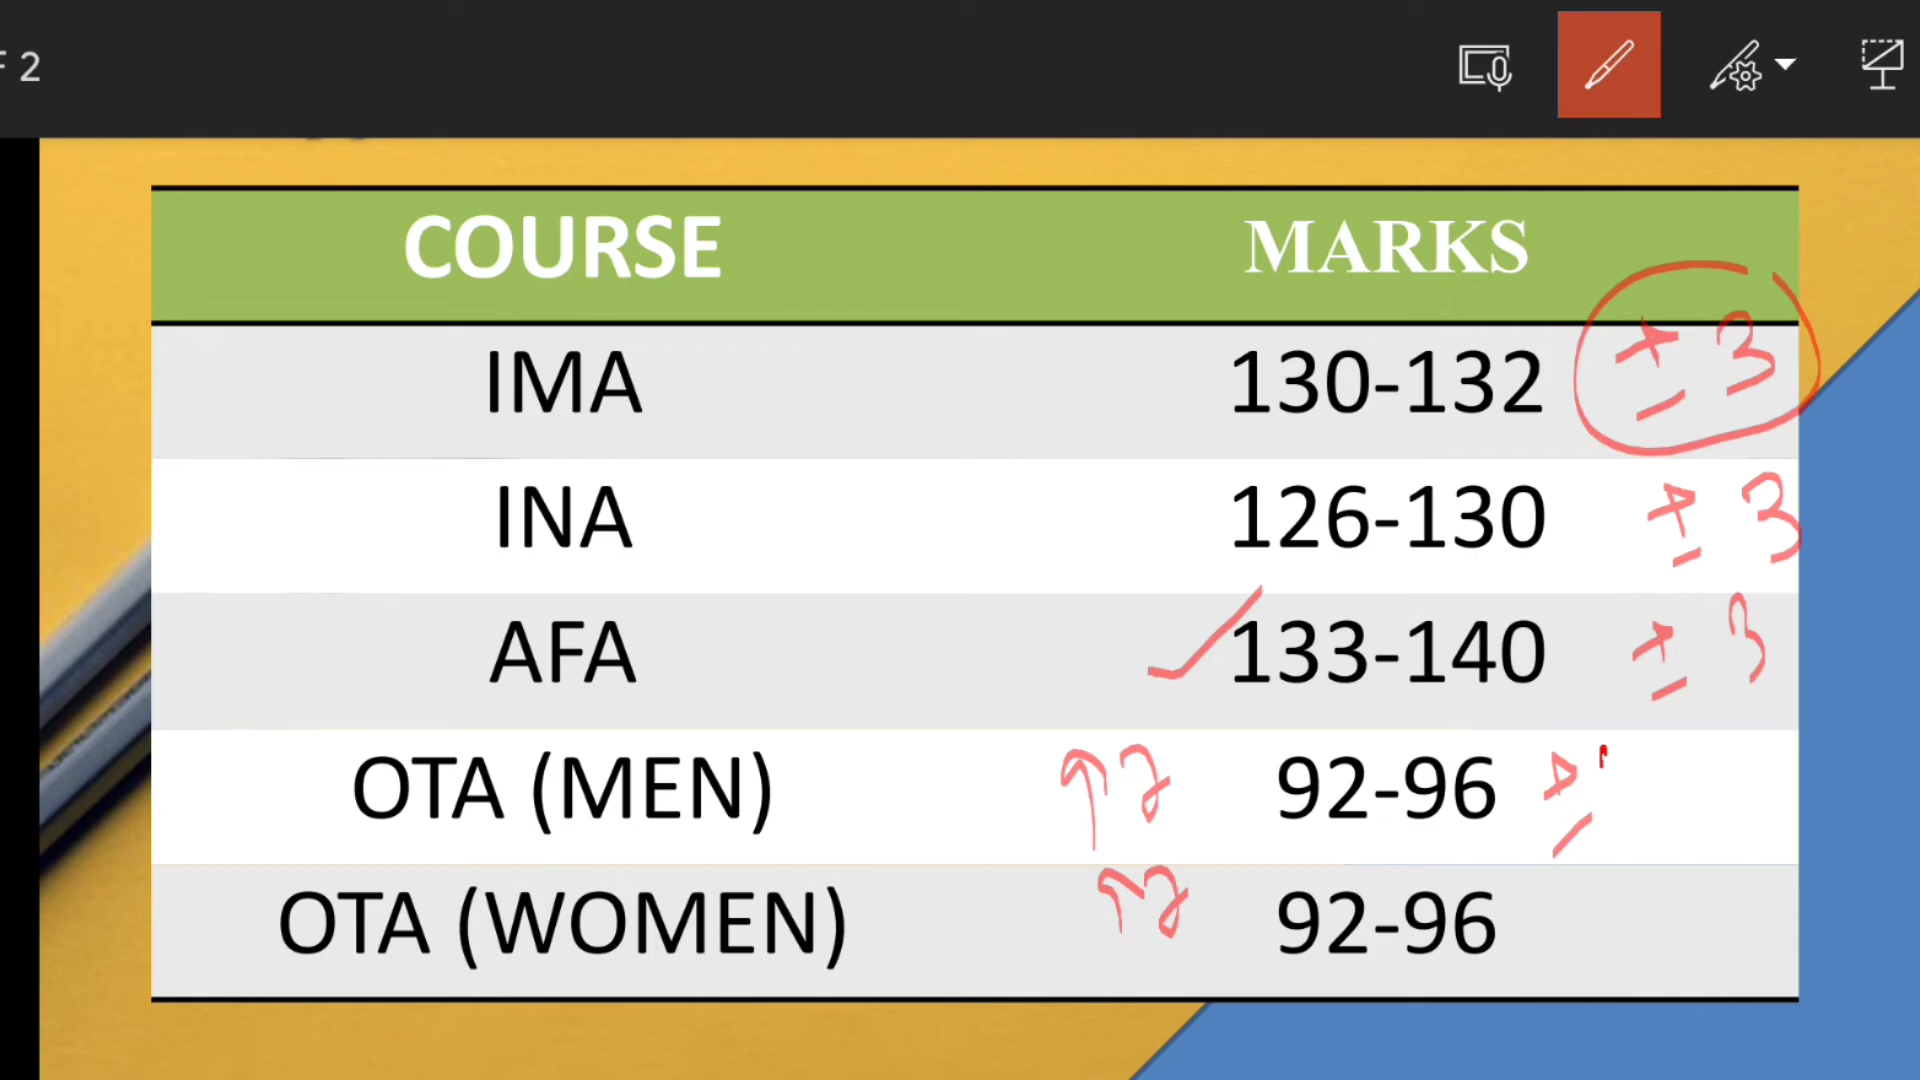 F 2
COURSE MARKS
IMA 130-132 ± 3
INA 126-130 ± 3
AFA 133-140 ± 3
OTA (MEN) 92-96 ±
OTA (WOMEN) 92-96